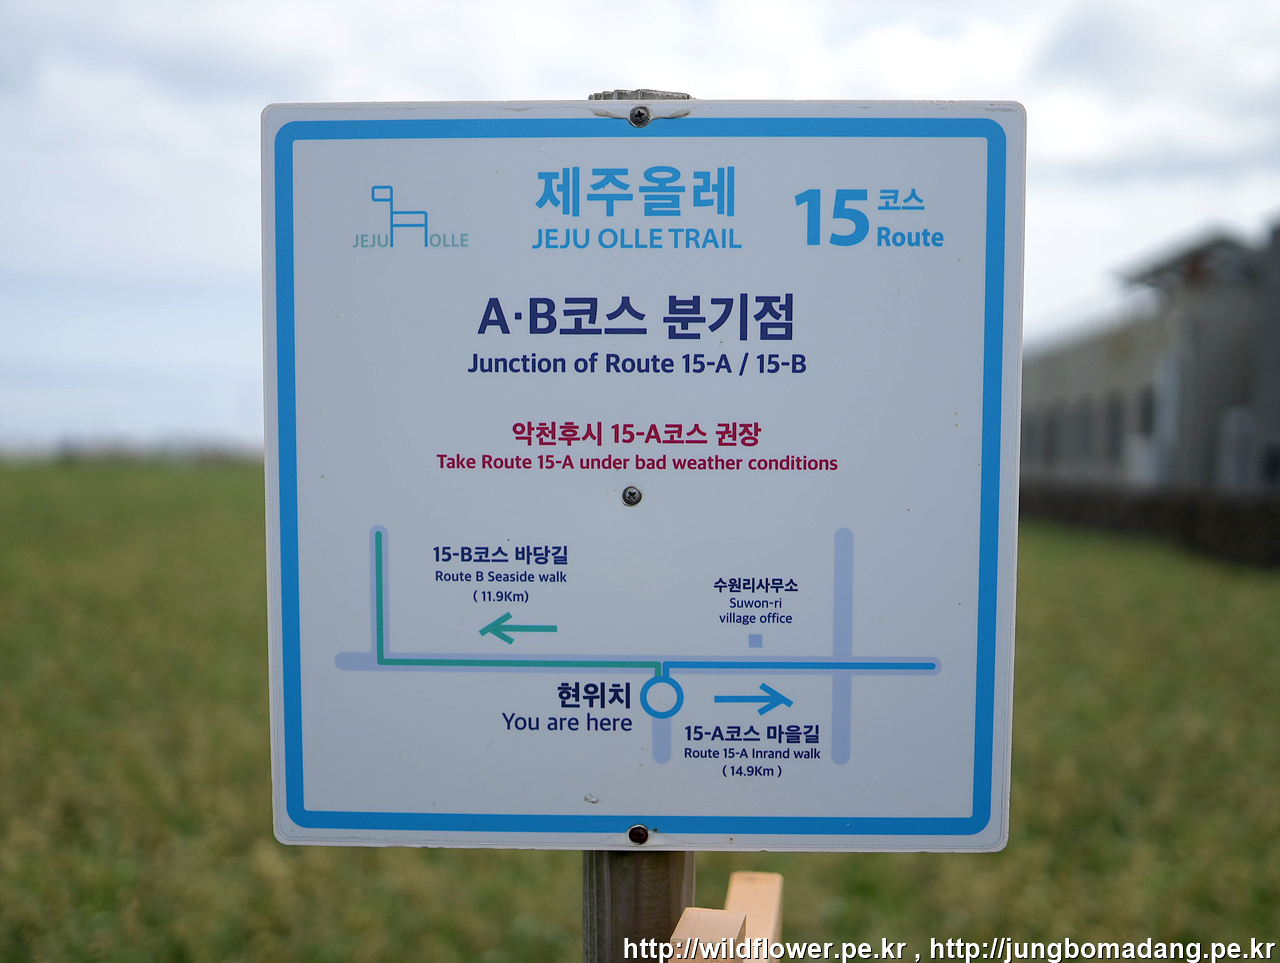 JEJU OLLE
제주올레
JEJU OLLE TRAIL
15 코스
Route
A·B코스 분기점
Junction of Route 15-A / 15-B
악천후시 15-A코스 권장
Take Route 15-A under bad weather conditions
15-B코스 바당길
Route B Seaside walk
( 11.9Km)
수원리사무소
Suwon-ri
village office
현위치
You are here
15-A코스 마을길
Route 15-A Inrand walk
( 14.9Km )
http://wildflower.pe.kr , http://jungbomadang.pe.kr